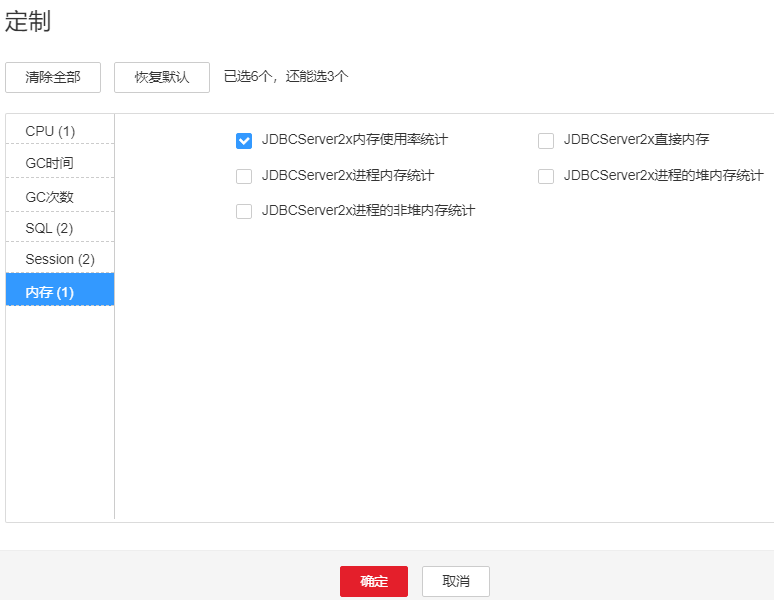 定制
清除全部 恢复默认 已选6个，还能选3个
CPU (1)
GC时间
GC次数
SQL (2)
Session (2)
内存 (1)
JDBCServer2x内存使用率统计 JDBCServer2x直接内存
JDBCServer2x进程内存统计 JDBCServer2x进程的堆内存统计
JDBCServer2x进程的非堆内存统计
确定 取消